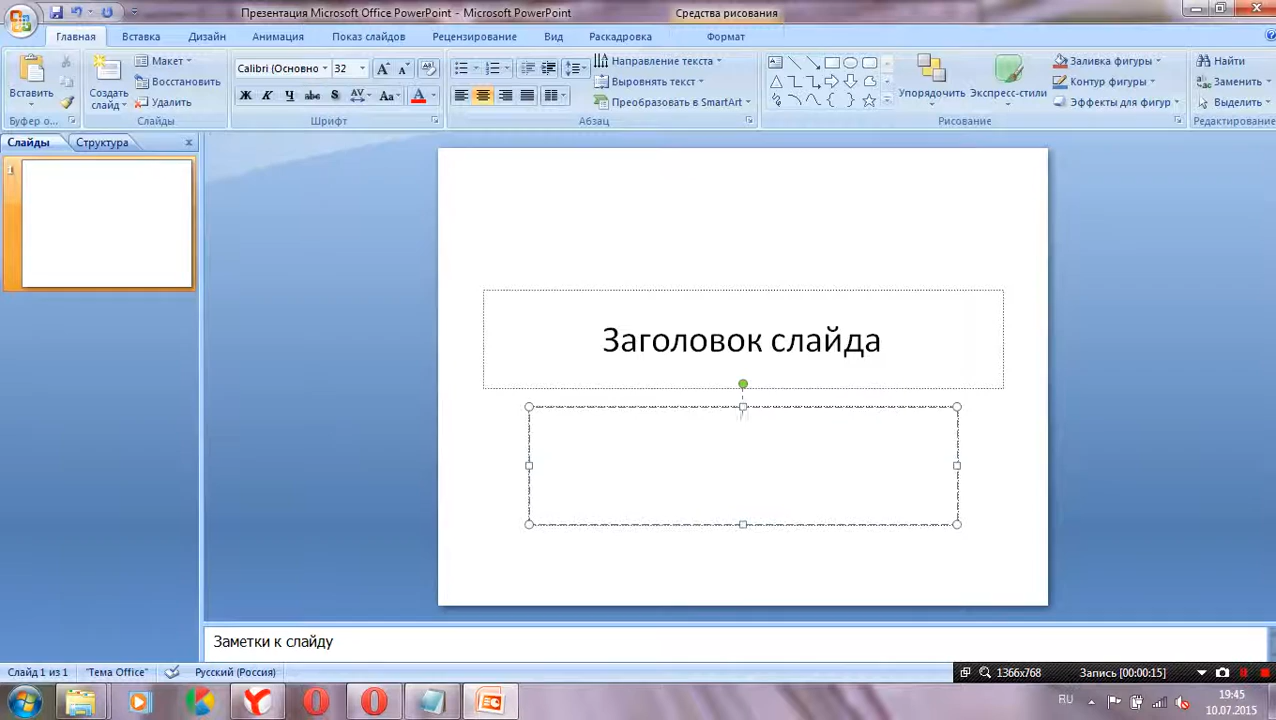 Презентация Microsoft Office PowerPoint - Microsoft PowerPoint
Средства рисования
Главная Вставка Дизайн Анимация Показ слайдов Рецензирование Вид Раскадровка Формат
Вставить
Создать слайд
Макет
Восстановить
Удалить
Calibri (Основно 32
Ж К Ч abc S AV Aa A
Направление текста
Выровнять текст
Преобразовать в SmartArt
Упорядочить
Экспресс-стили
Заливка фигуры
Контур фигуры
Эффекты для фигур
Найти
Заменить
Выделить
Буфер о... Слайды Шрифт Абзац Рисование Редактирование
Слайды Структура
1
Заголовок слайда
Заметки к слайду
Слайд 1 из 1 "Тема Office" Русский (Россия)
1366x768 Запись [00:00:15]
RU
19:45
10.07.2015